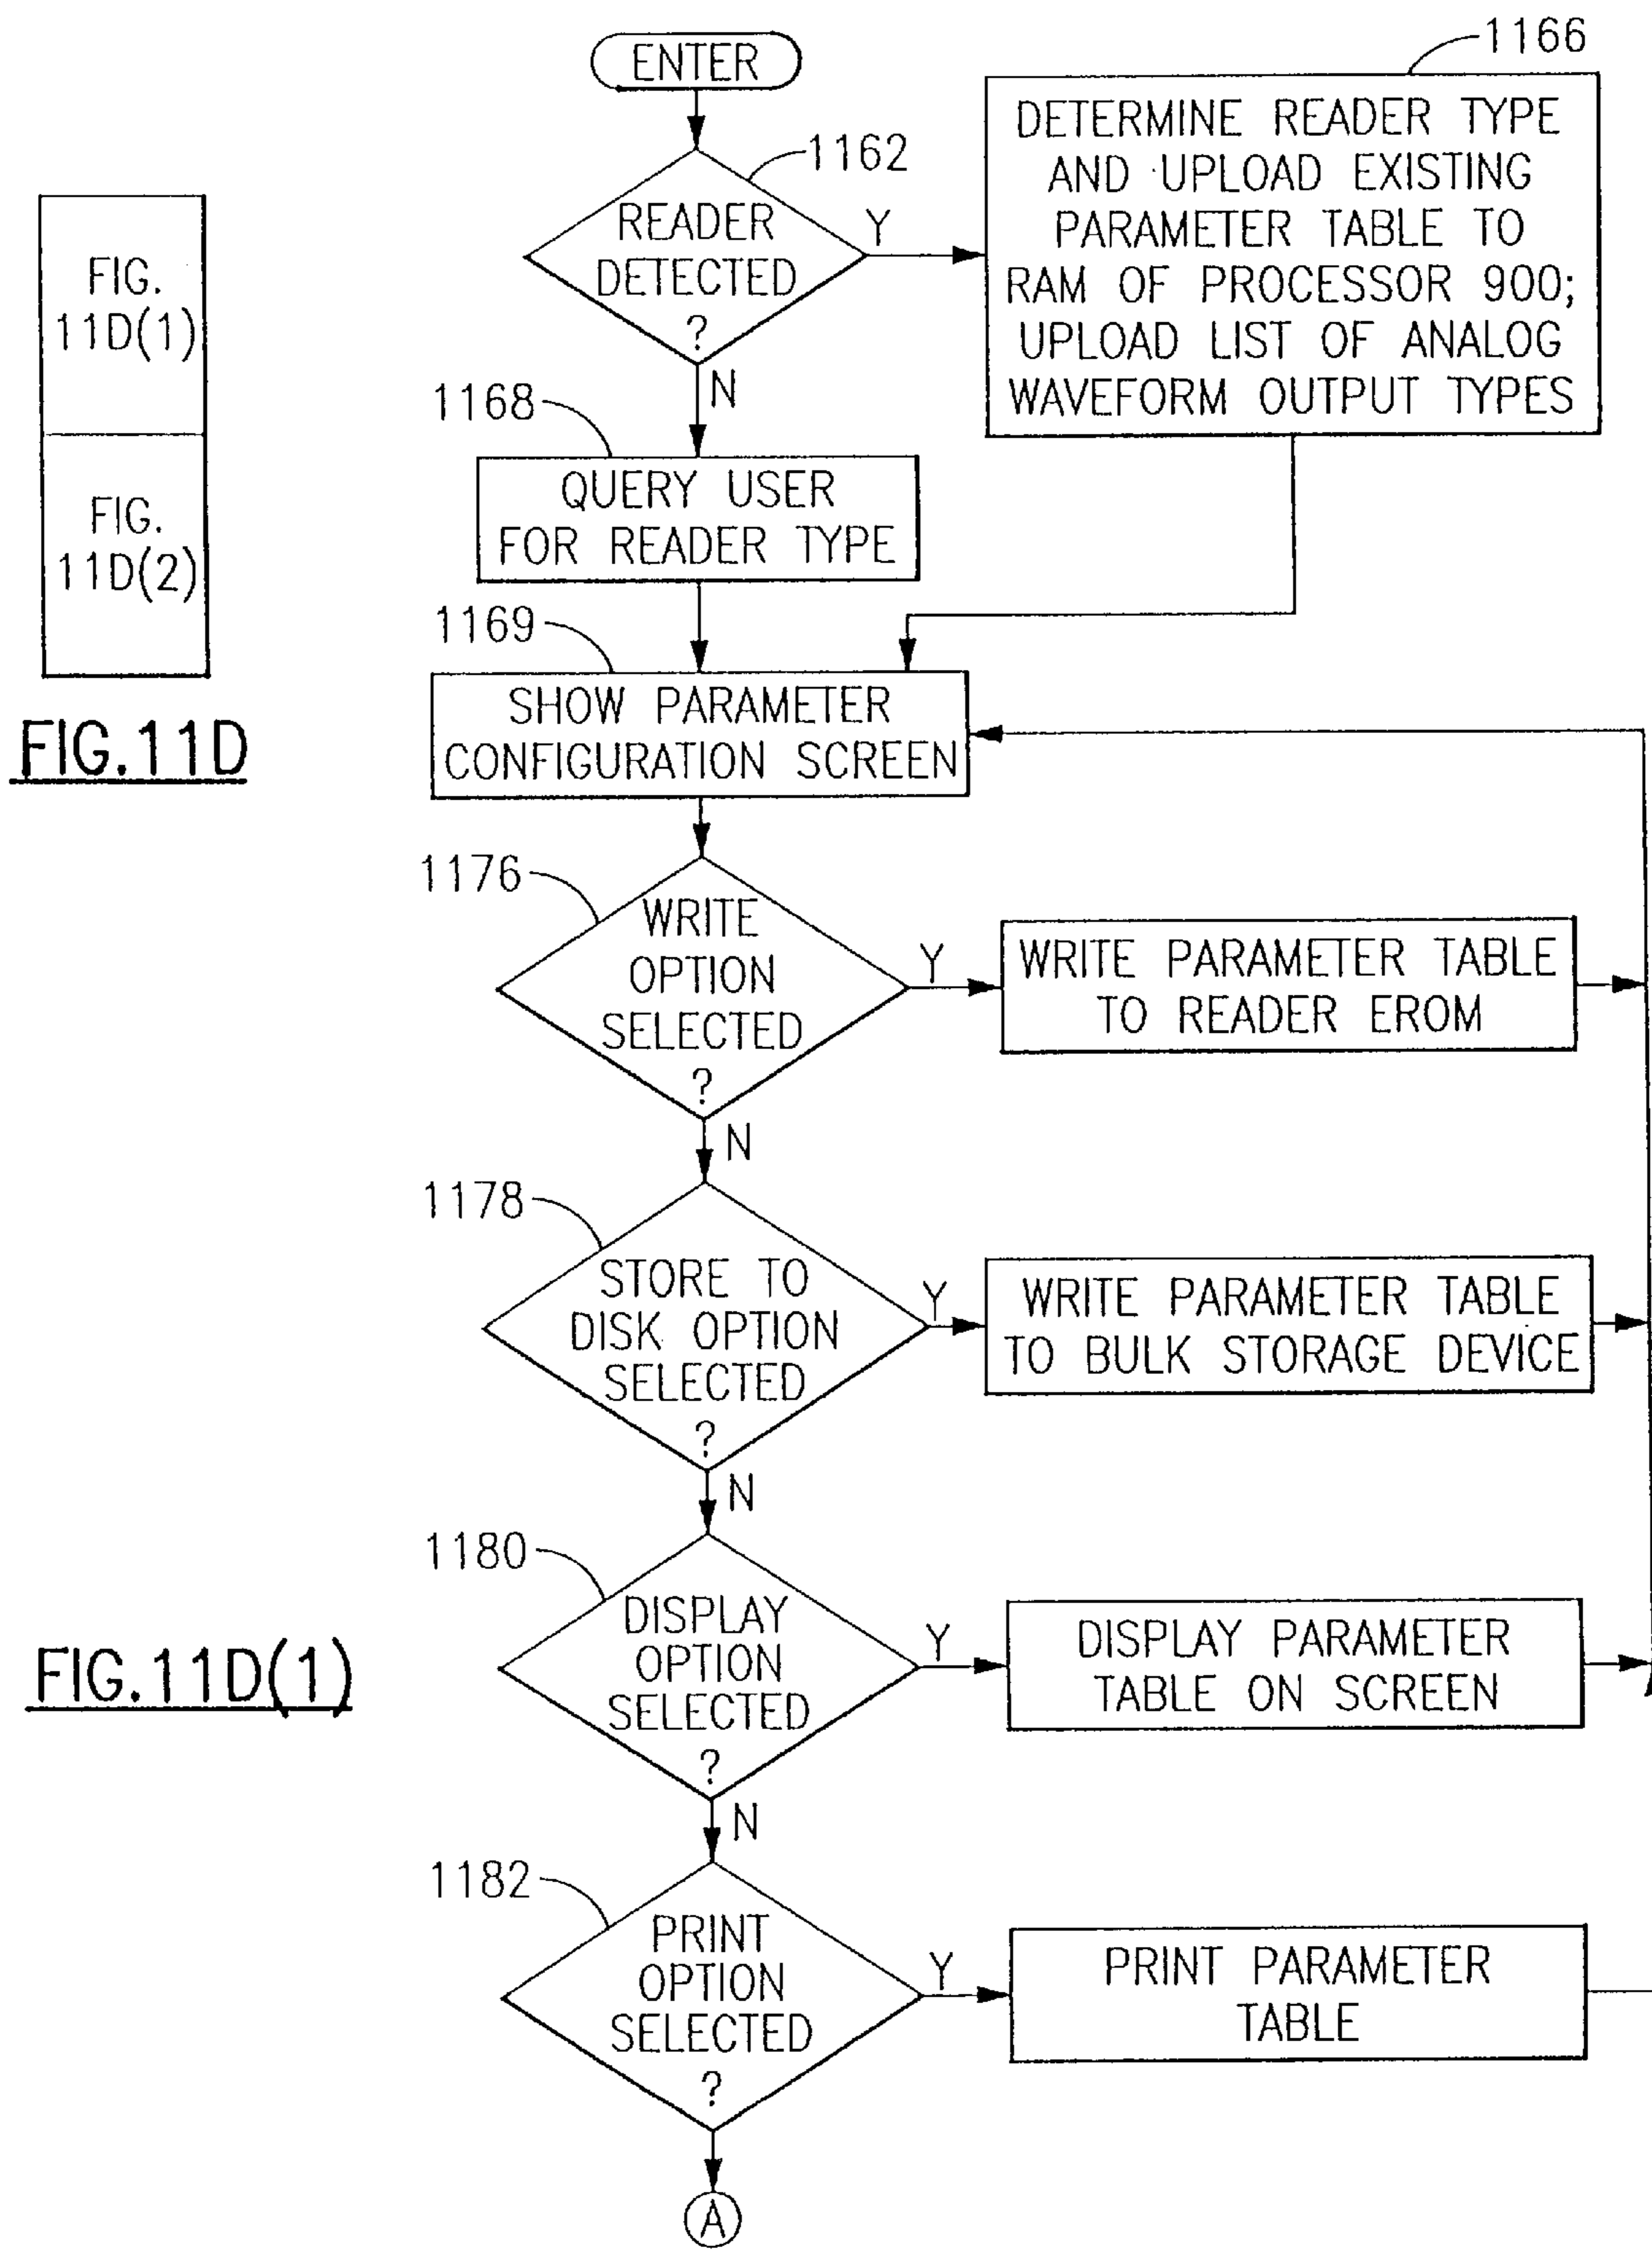 ENTER
1166
1162
READER
DETECTED
?
Y
N
DETERMINE READER TYPE
AND UPLOAD EXISTING
PARAMETER TABLE TO
RAM OF PROCESSOR 900;
UPLOAD LIST OF ANALOG
WAVEFORM OUTPUT TYPES
FIG.
11D(1)
FIG.
11D(2)
FIG.11D
1168
QUERY USER
FOR READER TYPE
1169
SHOW PARAMETER
CONFIGURATION SCREEN
1176
WRITE
OPTION
SELECTED
?
Y
N
WRITE PARAMETER TABLE
TO READER EROM
1178
STORE TO
DISK OPTION
SELECTED
?
Y
N
WRITE PARAMETER TABLE
TO BULK STORAGE DEVICE
1180
DISPLAY
OPTION
SELECTED
?
Y
N
DISPLAY PARAMETER
TABLE ON SCREEN
FIG.11D(1)
1182
PRINT
OPTION
SELECTED
?
Y
PRINT PARAMETER
TABLE
A